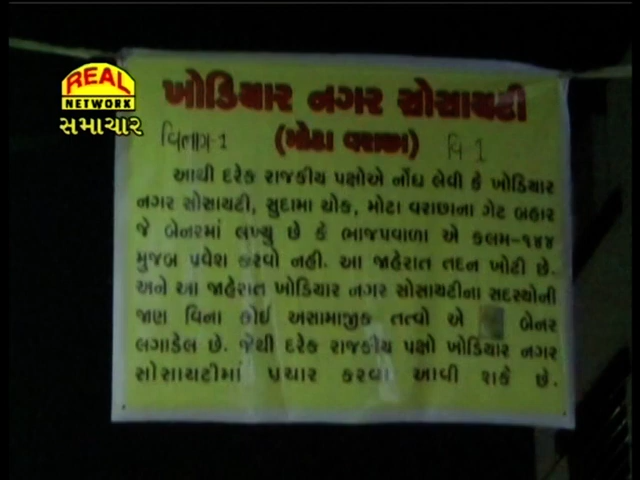 REAL
NETWORK
સમાચાર
ખોડિયાર નગર સોસાયટી
વિભાગ-1 (મોટા વરાછા) વિ-1
આથી દરેક રાજકીય પક્ષોએ નોંધ લેવી કે ખોડિયાર
નગર સોસાયટી, સુદામા ચોક, મોટા વરાછાના ગેટ બહાર
જે બેનરમાં લખ્યુ છે કે ભાજપવાળા એ કલમ-૧૪૪
મુજબ પ્રવેશ કરવો નહી. આ જાહેરાત તદન ખોટી છે.
અને આ જાહેરાત ખોડિયાર નગર સોસાયટીના સદસ્યોની
જાણ વિના કોઈ અસામાજીક તત્વો એ બેનર
લગાડેલ છે. જેથી દરેક રાજકીય પક્ષો ખોડિયાર નગર
સોસાયટીમાં પ્રચાર કરવા આવી શકે છે.